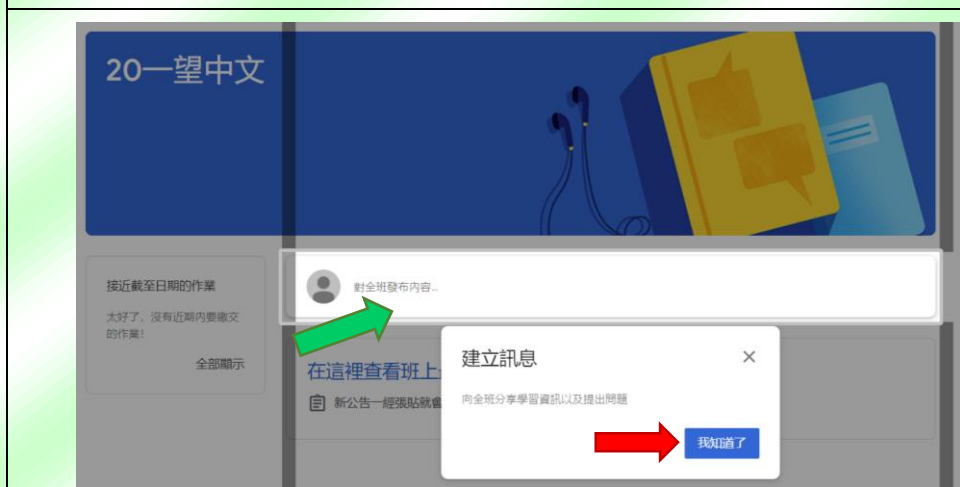 20一望中文
接近截至日期的作業
太好了，沒有近期內要繳交
的作業！
全部顯示
對全班發布內容...
在這裡查看班上
新公告一經張貼就會
建立訊息
向全班分享學習資訊以及提出問題
我知道了